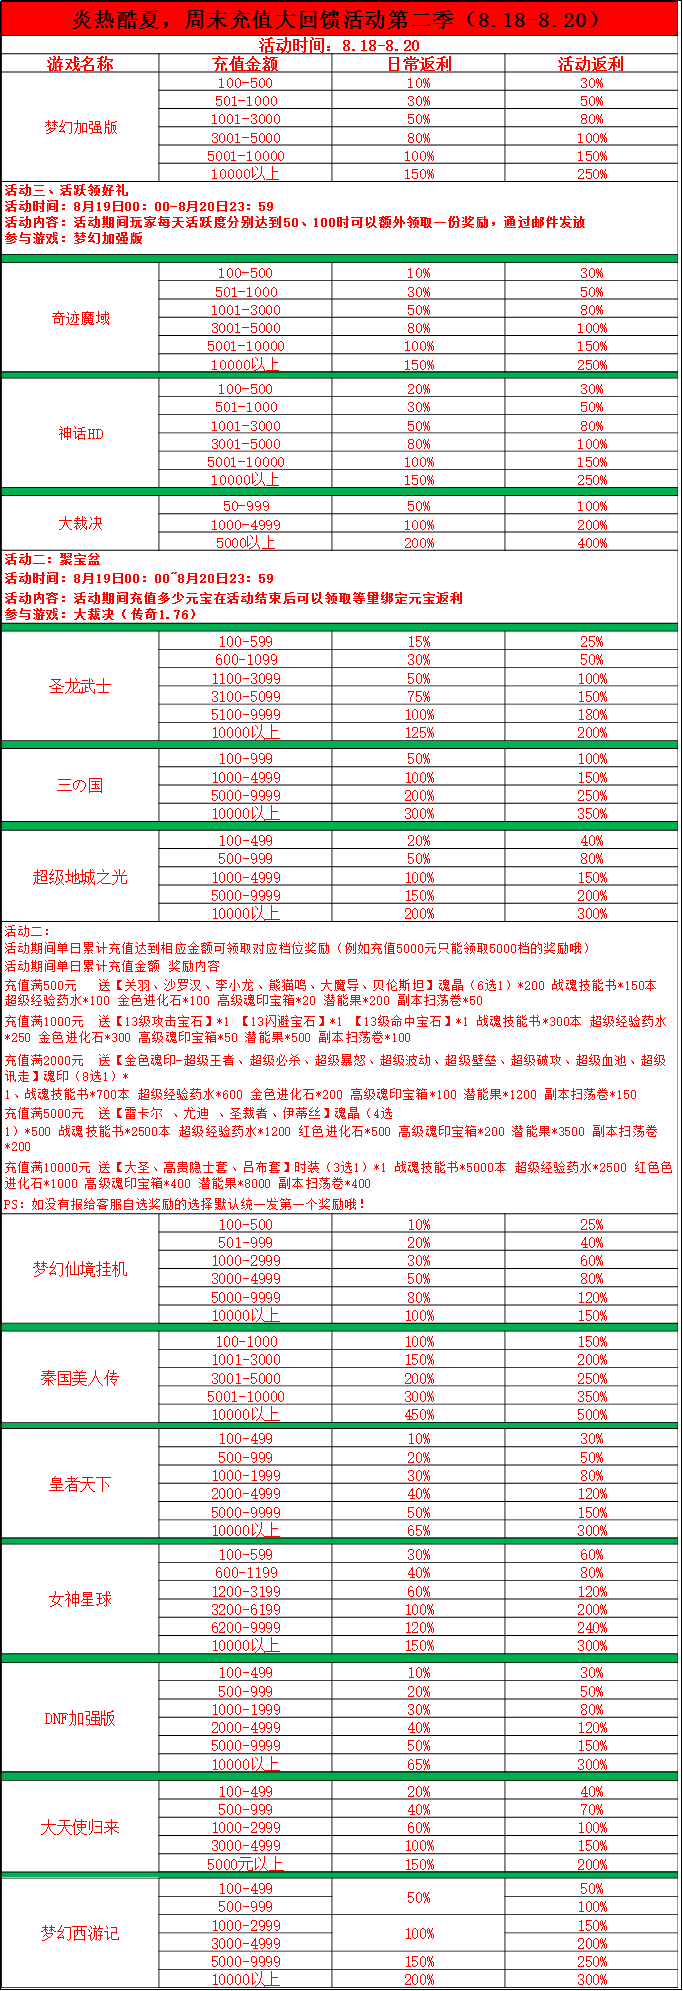 炎热酷夏，周末充值大回馈活动第二季（8.18-8.20）
活动时间：8.18-8.20
游戏名称 充值金额 日常返利 活动返利
梦幻加强版
100-500 10% 30%
501-1000 30% 50%
1001-3000 50% 80%
3001-5000 80% 100%
5001-10000 100% 150%
10000以上 150% 250%
活动三、活跃领好礼
活动时间：8月19日00：00-8月20日23：59
活动内容：活动期间玩家每天活跃度分别达到50、100时可以额外领取一份奖励，通过邮件发放
参与游戏：梦幻加强版
奇迹魔域
100-500 10% 30%
501-1000 30% 50%
1001-3000 50% 80%
3001-5000 80% 100%
5001-10000 100% 150%
10000以上 150% 250%
神话HD
100-500 20% 30%
501-1000 30% 50%
1001-3000 50% 80%
3001-5000 80% 100%
5001-10000 100% 150%
10000以上 150% 250%
大裁决
50-999 50% 100%
1000-4999 100% 200%
5000以上 200% 400%
活动二：聚宝盆
活动时间：8月19日00：00~8月20日23：59
活动内容：活动期间充值多少元宝在活动结束后可以领取等量绑定元宝返利
参与游戏：大裁决（传奇1.76）
圣龙武士
100-599 15% 25%
600-1099 30% 50%
1100-3099 50% 100%
3100-5099 75% 150%
5100-9999 100% 180%
10000以上 125% 200%
三の国
100-999 50% 100%
1000-4999 100% 150%
5000-9999 200% 250%
10000以上 300% 350%
超级地城之光
100-499 20% 40%
500-999 50% 80%
1000-4999 100% 150%
5000-9999 150% 200%
10000以上 200% 300%
活动二：
活动期间单日累计充值达到相应金额可领取对应档位奖励（例如充值5000元只能领取5000档的奖励哦）
活动期间单日累计充值金额 奖励内容
充值满500元 送【关羽、沙罗汉、李小龙、熊猫鸣、大魔导、贝伦斯坦】魂晶（6选1）*200 战魂技能书*150本
超级经验药水*100 金色进化石*100 高级魂印宝箱*20 潜能果*200 副本扫荡卷*50
充值满1000元 送【13级攻击宝石】*1 【13闪避宝石】*1 【13级命中宝石】*1 战魂技能书*300本 超级经验药水
*250 金色进化石*300 高级魂印宝箱*50 潜能果*500 副本扫荡卷*100
充值满2000元 送【金色魂印-超级王者、超级必杀、超级暴怒、超级波动、超级壁垒、超级破攻、超级血池、超级
讯走】魂印（8选1）*
1、战魂技能书*700本 超级经验药水*600 金色进化石*200 高级魂印宝箱*100 潜能果*1200 副本扫荡卷*150
充值满5000元 送【雷卡尔 、尤迪 、圣裁者、伊蒂丝】魂晶（4选
1）*500 战魂技能书*2500本 超级经验药水*1200 红色进化石*500 高级魂印宝箱*200 潜能果*3500 副本扫荡卷
*200
充值满10000元 送【大圣、高贵隐士套、吕布套】时装（3选1）*1 战魂技能书*5000本 超级经验药水*2500 红色色
进化石*1000 高级魂印宝箱*400 潜能果*8000 副本扫荡卷*400
PS：如没有报给客服自选奖励的选择默认统一发第一个奖励哦！
梦幻仙境挂机
100-500 10% 25%
501-999 20% 40%
1000-2999 30% 60%
3000-4999 50% 80%
5000-9999 80% 120%
10000以上 100% 150%
秦国美人传
100-1000 100% 150%
1001-3000 150% 200%
3001-5000 200% 250%
5001-10000 300% 350%
10000以上 450% 500%
皇者天下
100-499 10% 30%
500-999 20% 50%
1000-1999 30% 80%
2000-4999 40% 120%
5000-9999 50% 150%
10000以上 65% 300%
女神星球
100-599 30% 60%
600-1199 40% 80%
1200-3199 60% 120%
3200-6199 100% 200%
6200-9999 120% 240%
10000以上 150% 300%
DNF加强版
100-499 10% 30%
500-999 20% 50%
1000-1999 30% 80%
2000-4999 40% 120%
5000-9999 50% 150%
10000以上 65% 300%
大天使归来
100-499 20% 40%
500-999 40% 70%
1000-2999 60% 100%
3000-4999 100% 150%
5000元以上 150% 200%
梦幻西游记
100-499 50% 50%
500-999 100%
1000-2999 100% 150%
3000-4999 200%
5000-9999 150% 250%
10000以上 200% 300%